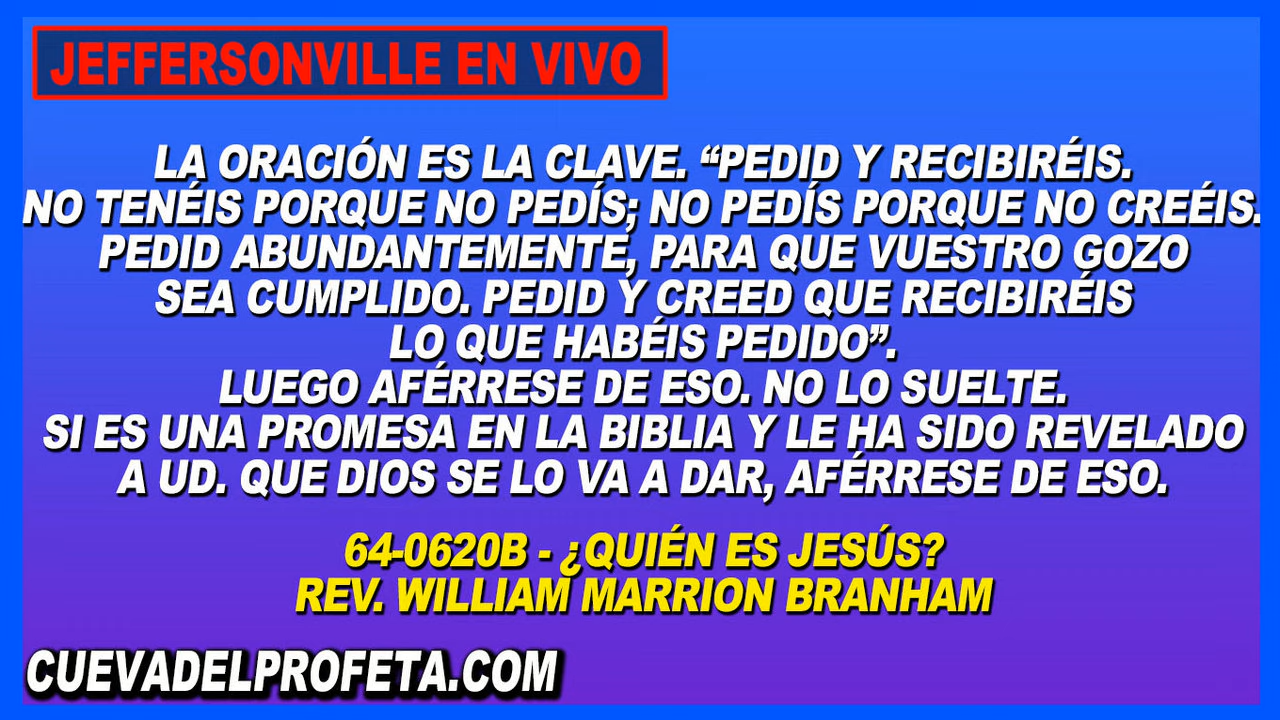 JEFFERSONVILLE EN VIVO
LA ORACIÓN ES LA CLAVE. “PEDID Y RECIBIRÉIS.
NO TENÉIS PORQUE NO PEDÍS; NO PEDÍS PORQUE NO CREÉIS.
PEDID ABUNDANTEMENTE, PARA QUE VUESTRO GOZO
SEA CUMPLIDO. PEDID Y CREED QUE RECIBIRÉIS
LO QUE HABÉIS PEDIDO”.
LUEGO AFÉRRESE DE ESO. NO LO SUELTE.
SI ES UNA PROMESA EN LA BIBLIA Y LE HA SIDO REVELADO
A UD. QUE DIOS SE LO VA A DAR, AFÉRRESE DE ESO.
64-0620B - ¿QUIÉN ES JESÚS?
REV. WILLIAM MARRION BRANHAM
CUEVADELPROFETA.COM